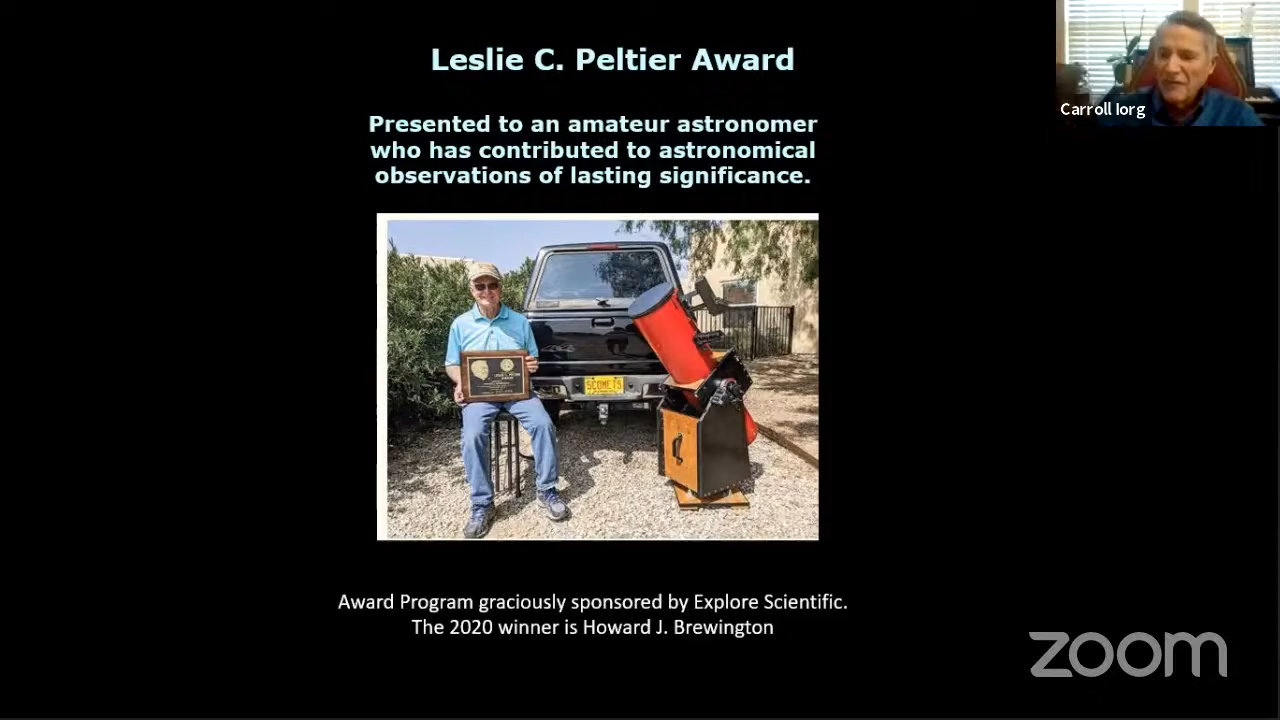 Leslie C. Peltier Award
Carroll Iorg
Presented to an amateur astronomer
who has contributed to astronomical
observations of lasting significance.
5COMETS
Award Program graciously sponsored by Explore Scientific.
The 2020 winner is Howard J. Brewington
zoom